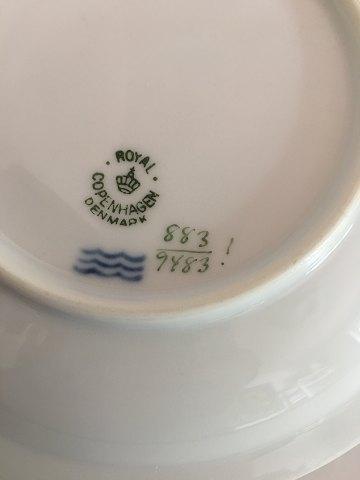 ROYAL
COPENHAGEN
DENMARK
883
9483!